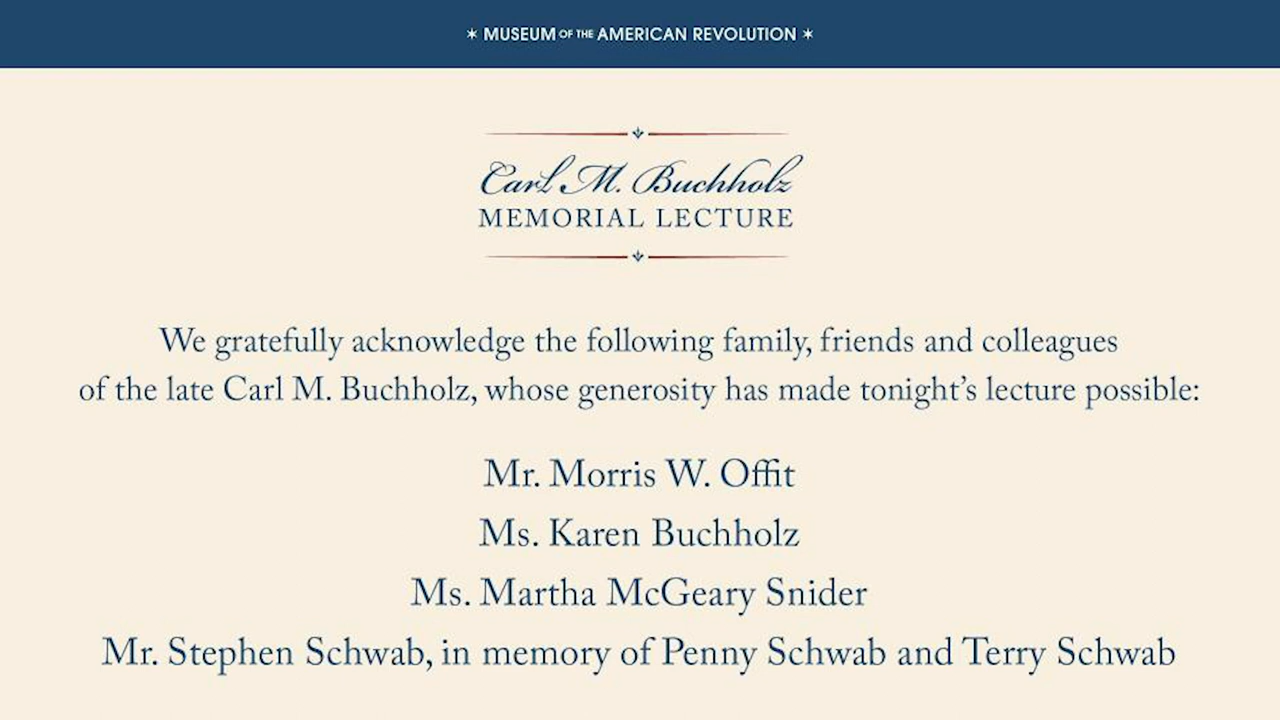 ✶ MUSEUM OF THE AMERICAN REVOLUTION ✶
Carl M. Buchholz
MEMORIAL LECTURE
We gratefully acknowledge the following family, friends and colleagues
of the late Carl M. Buchholz, whose generosity has made tonight’s lecture possible:
Mr. Morris W. Offit
Ms. Karen Buchholz
Ms. Martha McGeary Snider
Mr. Stephen Schwab, in memory of Penny Schwab and Terry Schwab